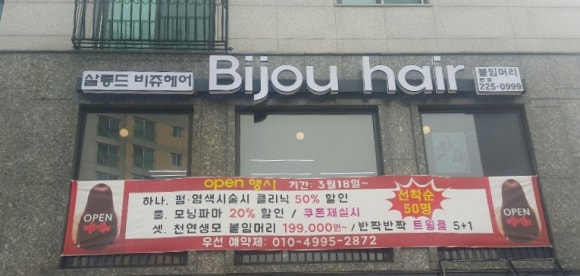 살롱드 비쥬헤어
Bijou hair
붙임머리
225-0999
open 행사 기간: 3월18일~
하나. 펌·염색시술시 클리닉 50% 할인
둘. 모닝파마 20% 할인 / 쿠폰제실시
셋. 천연생모 붙임머리 199,000원~ / 반짝반짝 트윙클 5+1
우선 예약제: 010-4995-2872
선착순
50명
OPEN
OPEN